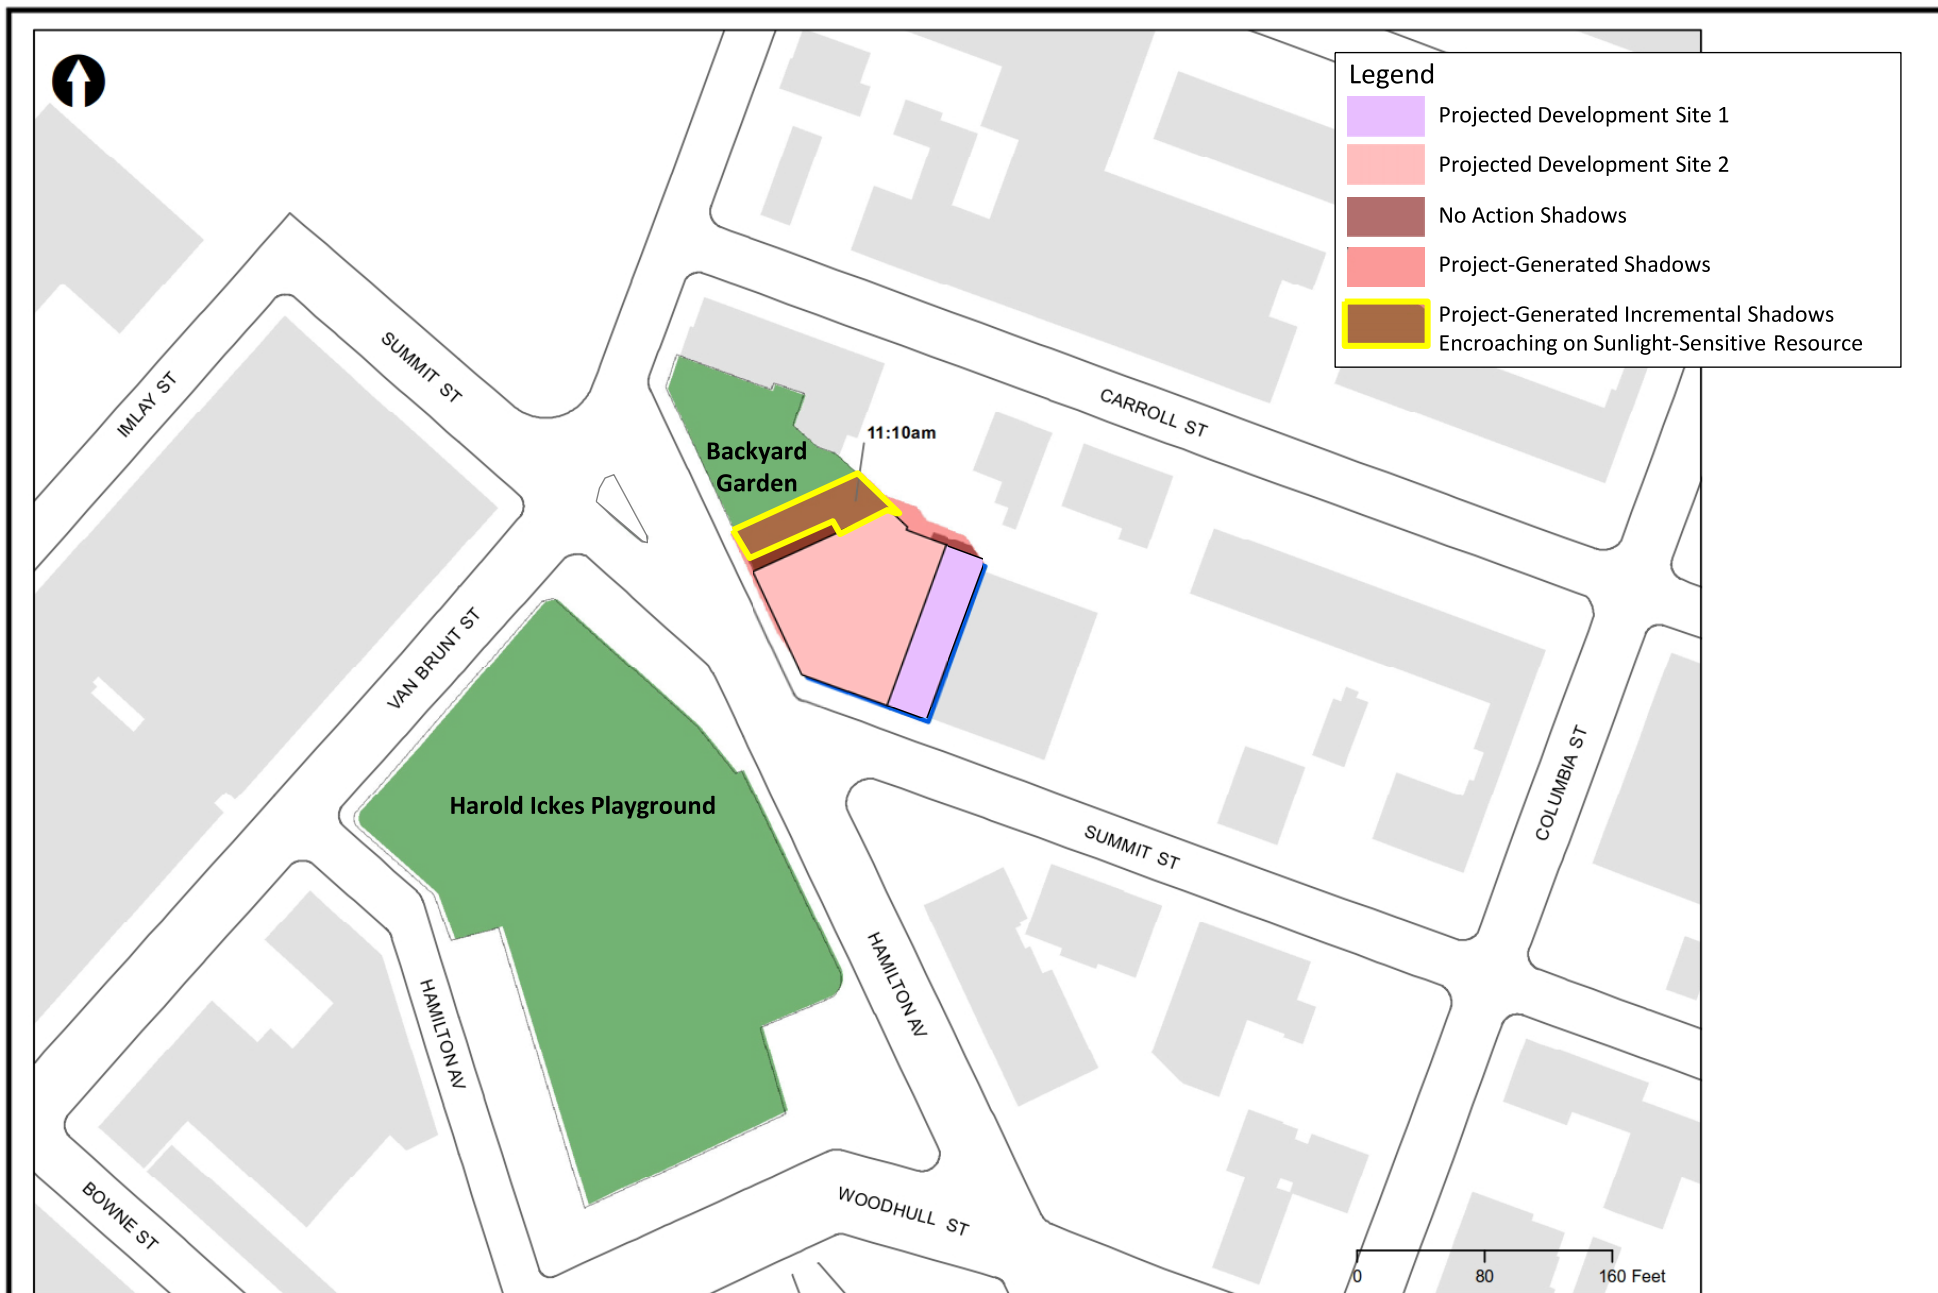 Legend
Projected Development Site 1
Projected Development Site 2
No Action Shadows
Project-Generated Shadows
Project-Generated Incremental Shadows
Encroaching on Sunlight-Sensitive Resource
SUMMIT ST
IMLAY ST
CARROLL ST
11:10am
Backyard
Garden
VAN BRUNT ST
Harold Ickes Playground
COLUMBIA ST
SUMMIT ST
HAMILTON AV
HAMILTON AV
BOWNE ST
WOODHULL ST
0 80 160 Feet